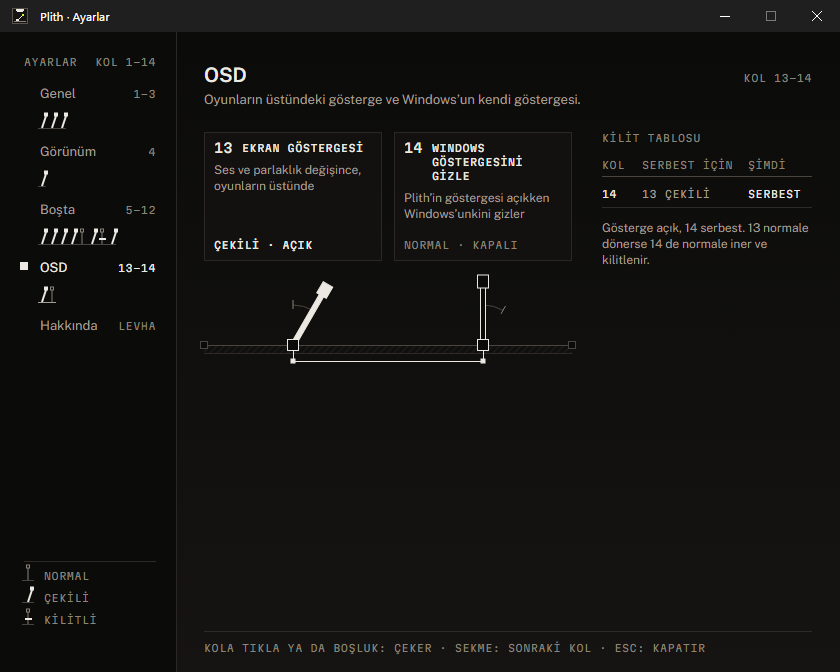 Plith · Ayarlar
AYARLAR KOL 1–14
Genel 1–3
Görünüm 4
Boşta 5–12
OSD 13–14
Hakkında LEVHA
NORMAL
ÇEKİLİ
KİLİTLİ
OSD
KOL 13–14
Oyunların üstündeki gösterge ve Windows'un kendi göstergesi.
13 EKRAN GÖSTERGESİ
Ses ve parlaklık değişince,
oyunların üstünde
ÇEKİLİ · AÇIK
14 WINDOWS
GÖSTERGESİNİ
GİZLE
Plith'in göstergesi açıkken
Windows'unkini gizler
NORMAL · KAPALI
KİLİT TABLOSU
KOL SERBEST İÇİN ŞİMDİ
14 13 ÇEKİLİ SERBEST
Gösterge açık, 14 serbest. 13 normale
dönerse 14 de normale iner ve
kilitlenir.
KOLA TIKLA YA DA BOŞLUK: ÇEKER · SEKME: SONRAKİ KOL · ESC: KAPATIR